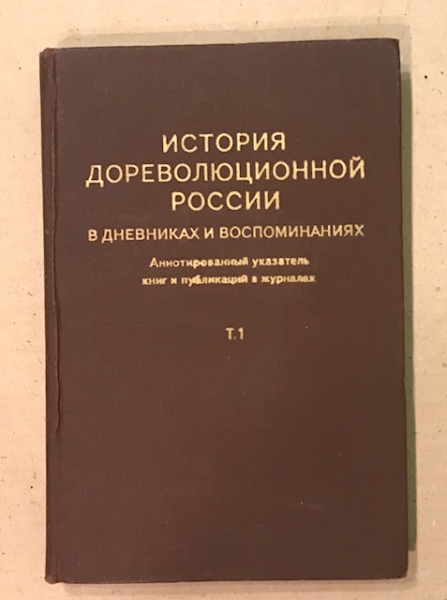 ИСТОРИЯ
ДОРЕВОЛЮЦИОННОЙ
РОССИИ
В ДНЕВНИКАХ И ВОСПОМИНАНИЯХ
Аннотированный указатель
книг и публикаций в журналах
Т.1